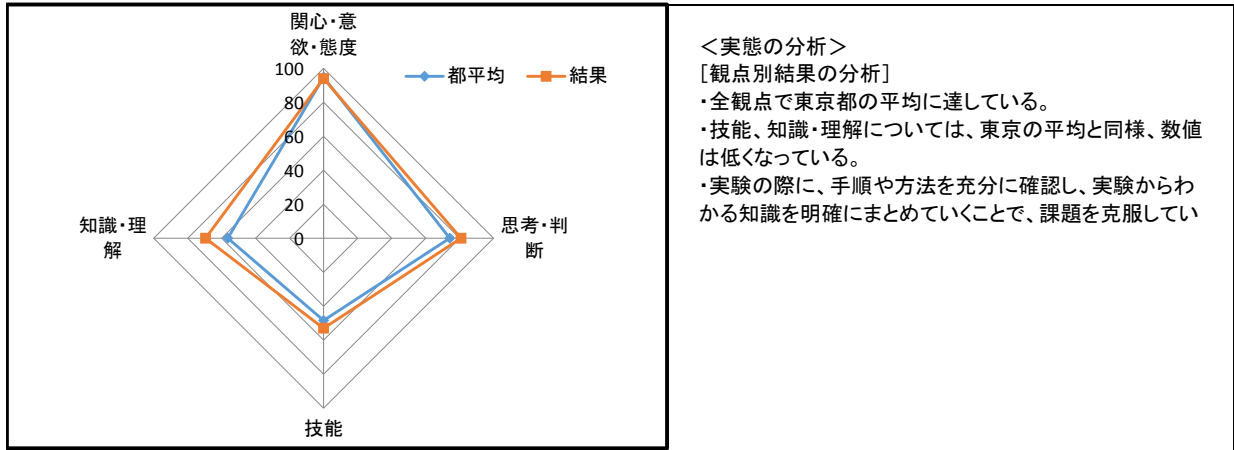 関心・意
欲・態度
100
80
60
40
20
0
都平均
結果
知識・理
解
思考・判
断
技能
＜実態の分析＞
[観点別結果の分析]
・全観点で東京都の平均に達している。
・技能、知識・理解については、東京の平均と同様、数値
は低くなっている。
・実験の際に、手順や方法を充分に確認し、実験からわ
かる知識を明確にまとめていくことで、課題を克服してい